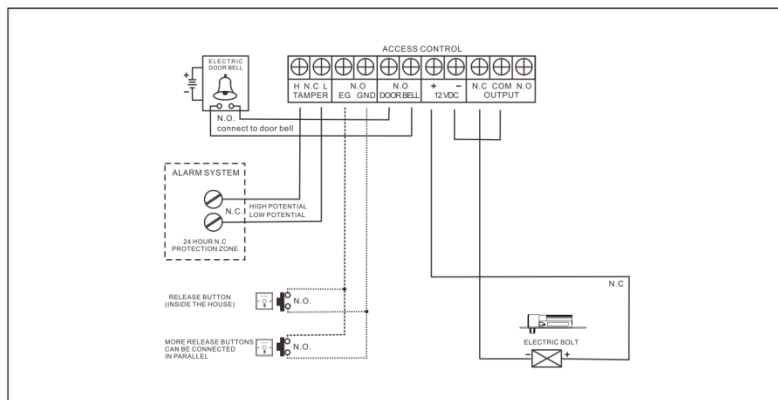 ACCESS CONTROL
ELECTRIC
DOOR BELL
+
−
H N.C L
TAMPER
N.O
EG GND
N.O
DOOR BELL
+ −
12 VDC
N.C COM N.O
OUTPUT
N.O.
connect to door bell
ALARM SYSTEM
N.C.
HIGH POTENTIAL
LOW POTENTIAL
24 HOUR N.C
PROTECTION ZONE
N.C
RELEASE BUTTON
(INSIDE THE HOUSE)
N.O.
MORE RELEASE BUTTONS
CAN BE CONNECTED
IN PARALLEL
N.O.
ELECTRIC BOLT
− +